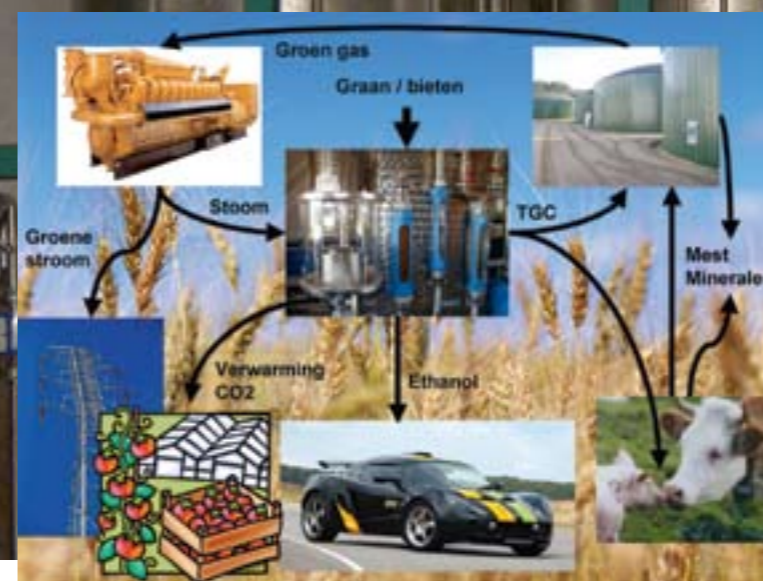 Groen gas
Graan / bieten
Stoom
TGC
Groene
stroom
Mest
Minerale
Verwarming
CO2
Ethanol